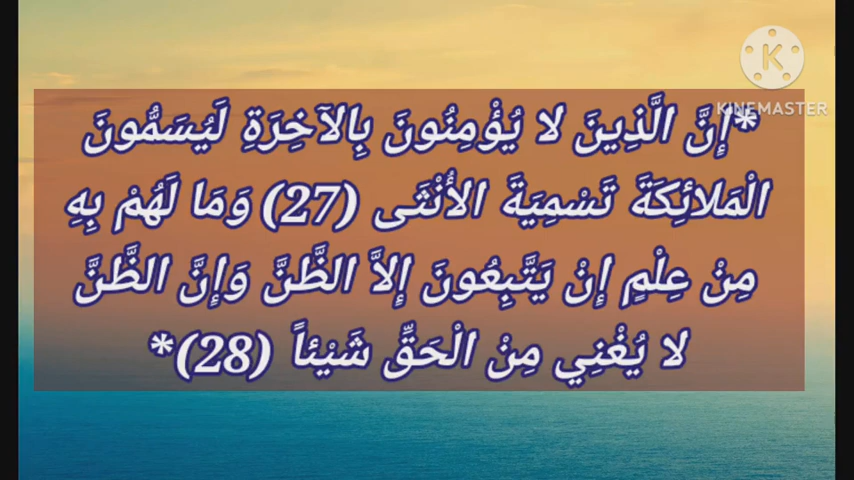 KINEMASTER
*إِنَّ الَّذِينَ لا يُؤْمِنُونَ بِالآخِرَةِ لَيُسَمُّونَ
الْمَلائِكَةَ تَسْمِيَةَ الأُنْثَى (27) وَمَا لَهُمْ بِهِ
مِنْ عِلْمٍ إِنْ يَتَّبِعُونَ إِلاَّ الظَّنَّ وَإِنَّ الظَّنَّ
لا يُغْنِي مِنْ الْحَقِّ شَيْئاً (28)*